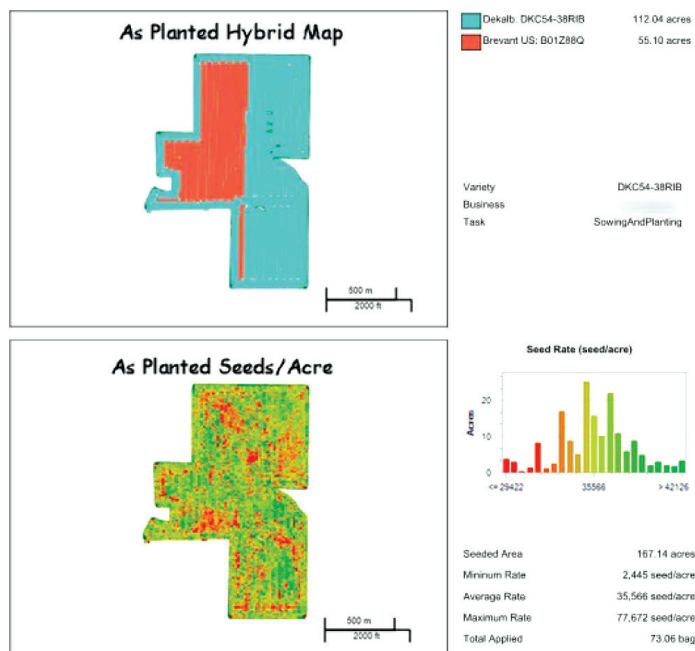 As Planted Hybrid Map
Dekalb: DKC54-38RIB 112.04 acres
Brevant US: B01Z88Q 55.10 acres
Variety DKC54-38RIB
Business
Task SowingAndPlanting
500 m
2000 ft
As Planted Seeds/Acre
Seed Rate (seed/acre)
Acres
20
10
0
<= 29422 35566 > 42126
Seeded Area 167.14 acres
Mininum Rate 2,445 seed/acre
Average Rate 35,566 seed/acre
Maximum Rate 77,672 seed/acre
Total Applied 73.06 bag
500 m
2000 ft